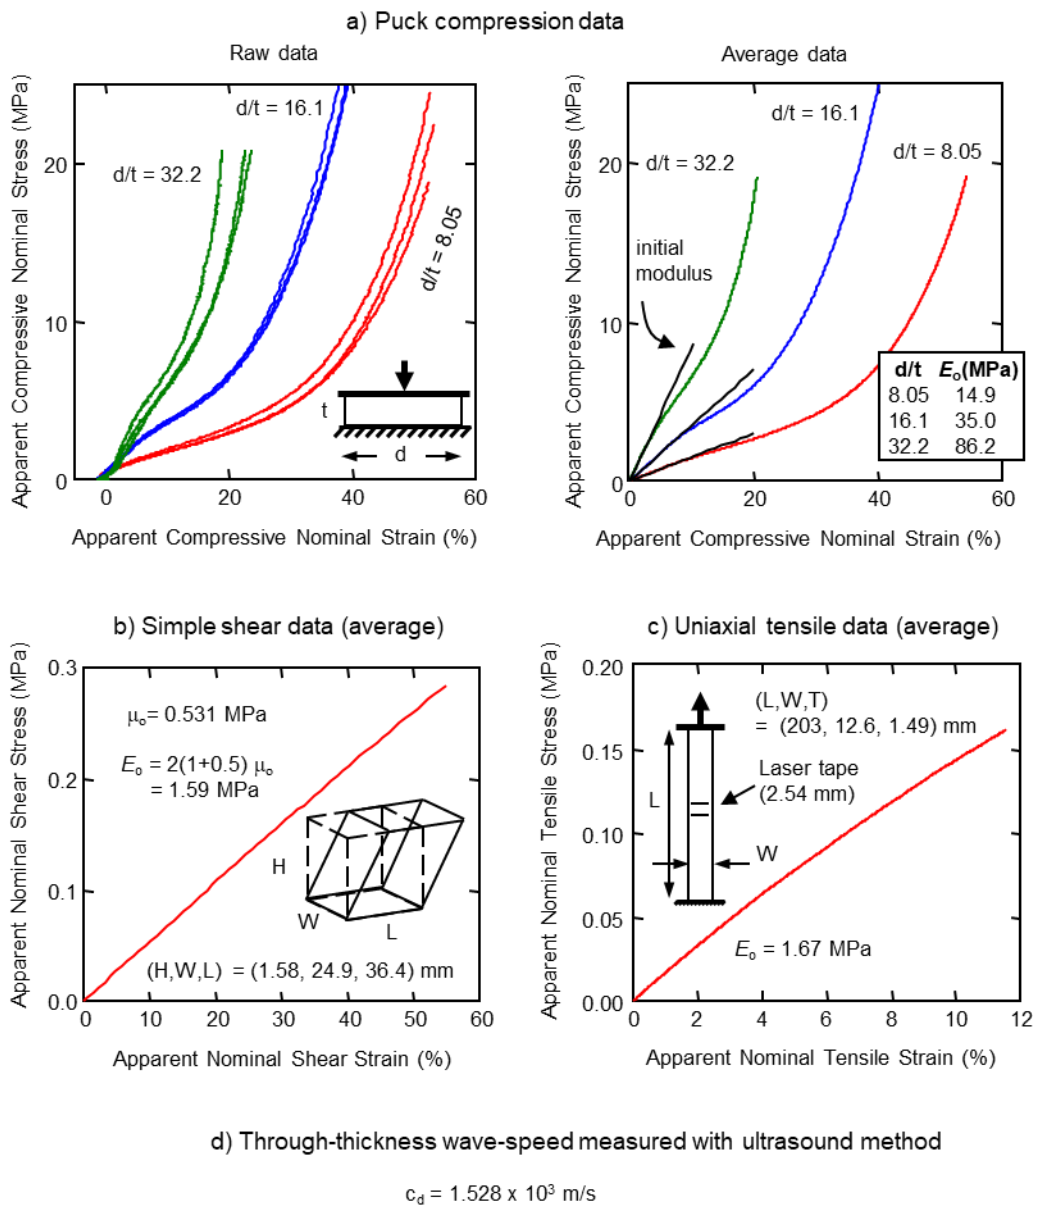 a) Puck compression data
Raw data
Apparent Compressive Nominal Stress (MPa)
20
10
0
d/t = 16.1
d/t = 32.2
d/t = 8.05
t
d
0 20 40 60
Apparent Compressive Nominal Strain (%)
Average data
Apparent Compressive Nominal Stress (MPa)
20
10
0
d/t = 16.1
d/t = 32.2
d/t = 8.05
initial
modulus
d/t Eₒ(MPa)
8.05 14.9
16.1 35.0
32.2 86.2
0 20 40 60
Apparent Compressive Nominal Strain (%)
b) Simple shear data (average)
Apparent Nominal Shear Stress (MPa)
0.3
0.2
0.1
0.0
μₒ= 0.531 MPa
Eₒ = 2(1+0.5) μₒ
= 1.59 MPa
H
W
L
(H,W,L) = (1.58, 24.9, 36.4) mm
0 10 20 30 40 50 60
Apparent Nominal Shear Strain (%)
c) Uniaxial tensile data (average)
Apparent Nominal Tensile Stress (MPa)
0.20
0.15
0.10
0.05
0.00
(L,W,T)
= (203, 12.6, 1.49) mm
Laser tape
(2.54 mm)
L
W
Eₒ = 1.67 MPa
0 2 4 6 8 10 12
Apparent Nominal Tensile Strain (%)
d) Through-thickness wave-speed measured with ultrasound method
c_d = 1.528 x 10³ m/s